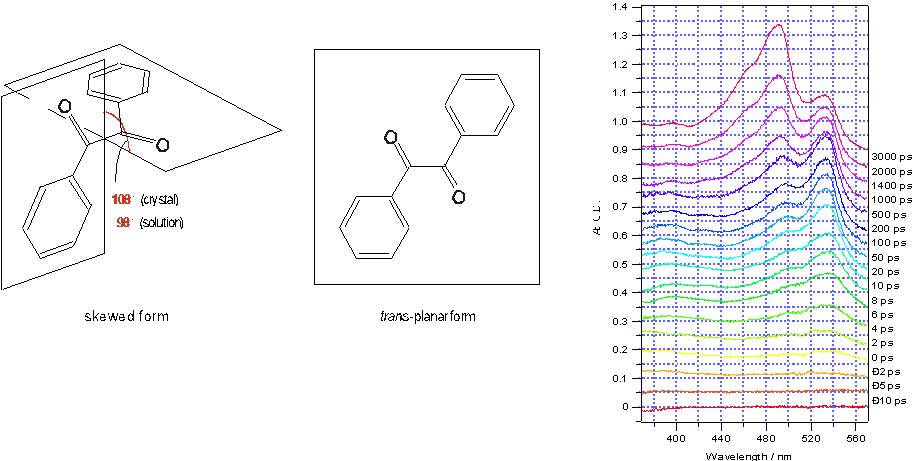 O
O
108 (crystal)
98 (solution)
skewed form
O
O
trans-planar form
1.4
1.3
1.2
1.1
1.0
0.9
0.8
0.7
0.6
0.5
0.4
0.3
0.2
0.1
0
3000 ps
2000 ps
1400 ps
1000 ps
500 ps
200 ps
100 ps
50 ps
20 ps
10 ps
8 ps
6 ps
4 ps
2 ps
0 ps
Ð2 ps
Ð5 ps
Ð10 ps
400 440 480 520 560
Wavelength / nm